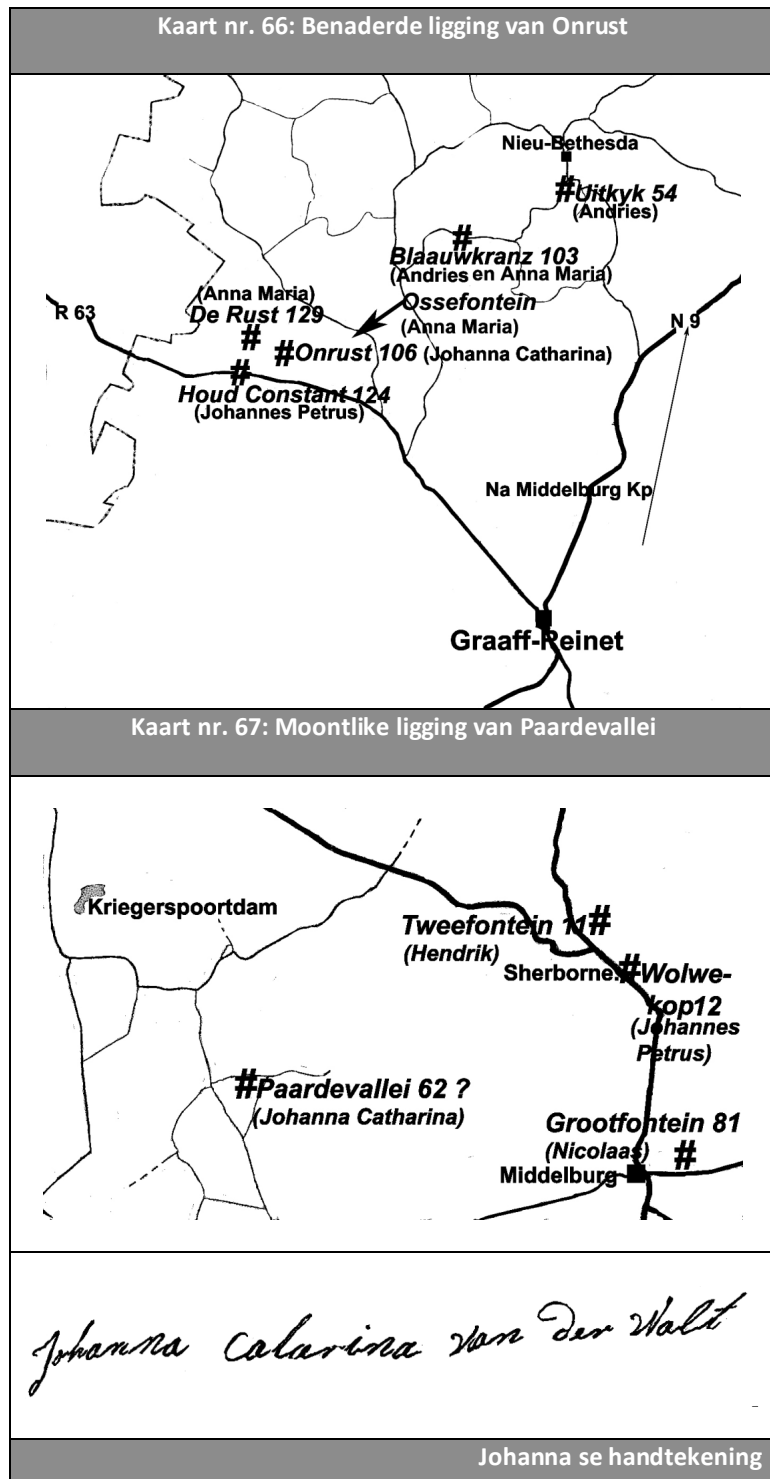 Kaart nr. 66: Benaderde ligging van Onrust
Nieu-Bethesda
#Uitkyk 54
(Andries)
#
Blaauwkranz 103
(Andries en Anna Maria)
Ossefontein
(Anna Maria)
(Anna Maria)
De Rust 129
#
R 63
N 9
#Onrust 106 (Johanna Catharina)
#
Houd Constant 124
(Johannes Petrus)
Na Middelburg Kp
Graaff-Reinet
Kaart nr. 67: Moontlike ligging van Paardevallei
Kriegerspoortdam
Tweefontein 11#
(Hendrik)
Sherborne
#Wolwe-
kop12
(Johannes
Petrus)
#Paardevallei 62 ?
(Johanna Catharina)
Grootfontein 81
(Nicolaas)
#
Middelburg
Johanna Catarina Van Der Walt
Johanna se handtekening